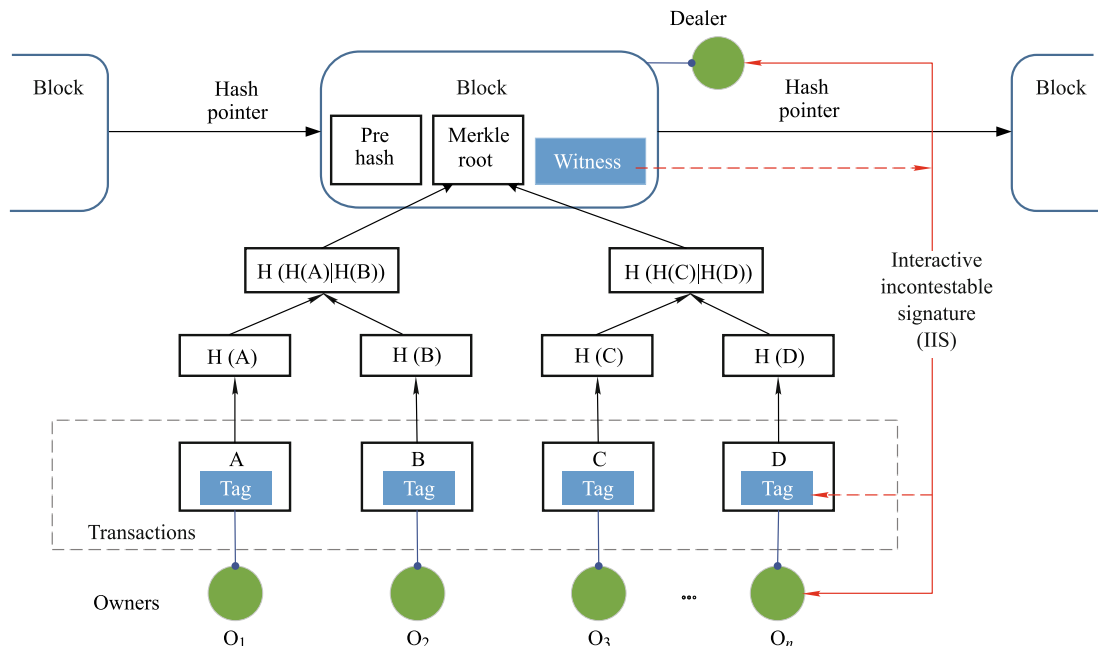 Dealer
Block
Hash
pointer
Block
Hash
pointer
Block
Pre
hash
Merkle
root
Witness
H (H(A)|H(B))
H (H(C)|H(D))
Interactive
incontestable
signature
(IIS)
H (A)
H (B)
H (C)
H (D)
A
Tag
B
Tag
C
Tag
D
Tag
Transactions
Owners
...
O1
O2
O3
On